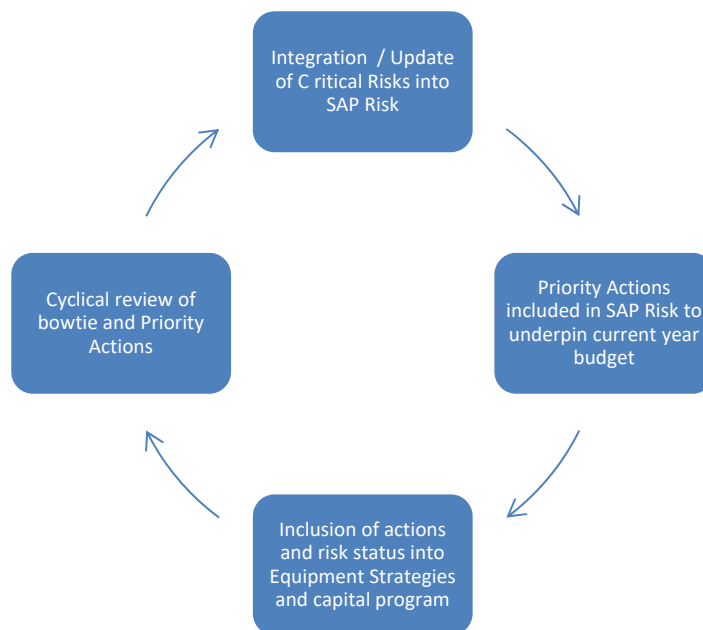 Integration / Update
of C ritical Risks into
SAP Risk
Priority Actions
included in SAP Risk to
underpin current year
budget
Inclusion of actions
and risk status into
Equipment Strategies
and capital program
Cyclical review of
bowtie and Priority
Actions